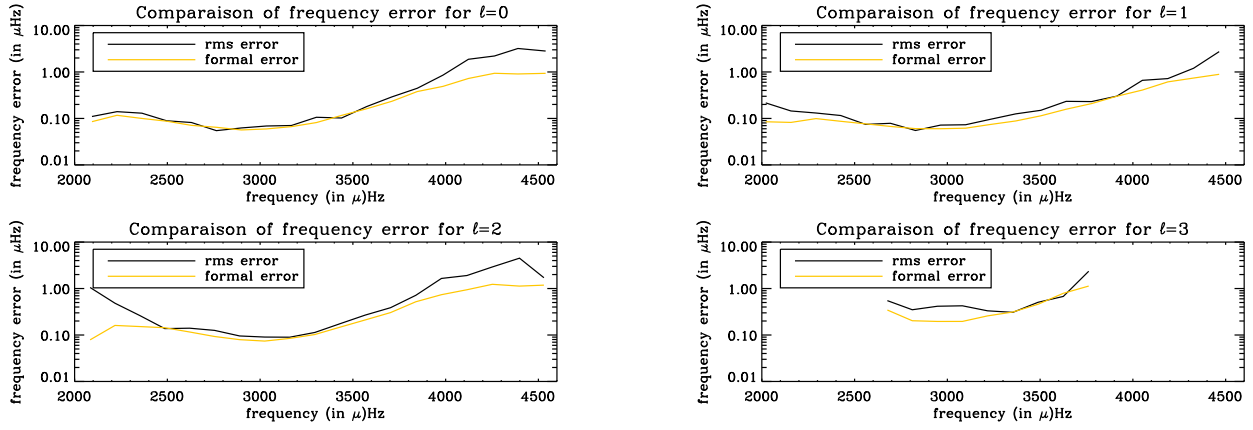 Comparaison of frequency error for ℓ=0
frequency error (in μHz)
10.00
1.00
0.10
0.01
rms error
formal error
2000 2500 3000 3500 4000 4500
frequency (in μ)Hz
Comparaison of frequency error for ℓ=1
frequency error (in μHz)
10.00
1.00
0.10
0.01
rms error
formal error
2000 2500 3000 3500 4000 4500
frequency (in μ)Hz
Comparaison of frequency error for ℓ=2
frequency error (in μHz)
10.00
1.00
0.10
0.01
rms error
formal error
2000 2500 3000 3500 4000 4500
frequency (in μ)Hz
Comparaison of frequency error for ℓ=3
frequency error (in μHz)
10.00
1.00
0.10
0.01
rms error
formal error
2000 2500 3000 3500 4000 4500
frequency (in μ)Hz